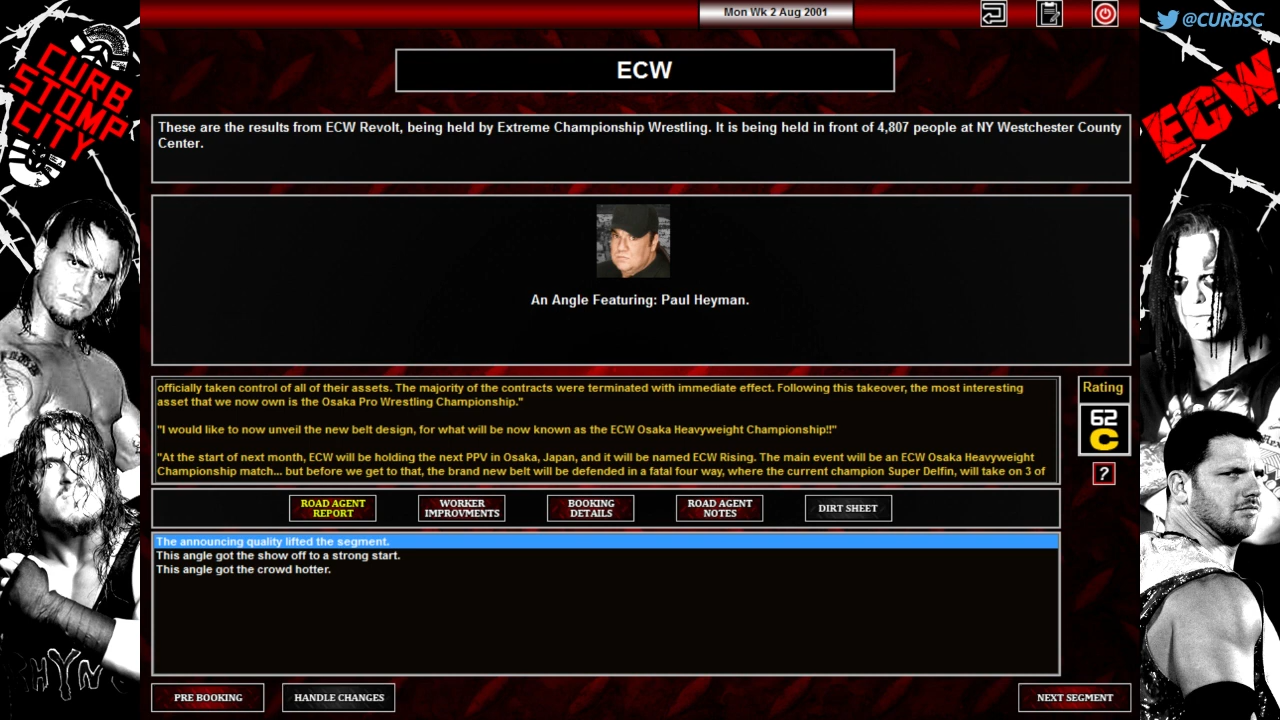 Mon Wk 2 Aug 2001
@CURBSC
CURB
STOMP
CITY
ECW
ECW
These are the results from ECW Revolt, being held by Extreme Championship Wrestling. It is being held in front of 4,807 people at NY Westchester County
Center.
An Angle Featuring: Paul Heyman.
officially taken control of all of their assets. The majority of the contracts were terminated with immediate effect. Following this takeover, the most interesting
asset that we now own is the Osaka Pro Wrestling Championship."
"I would like to now unveil the new belt design, for what will be now known as the ECW Osaka Heavyweight Championship!!"
"At the start of next month, ECW will be holding the next PPV in Osaka, Japan, and it will be named ECW Rising. The main event will be an ECW Osaka Heavyweight
Championship match... but before we get to that, the brand new belt will be defended in a fatal four way, where the current champion Super Delfin, will take on 3 of
Rating
62
C
?
ROAD AGENT
REPORT
WORKER
IMPROVMENTS
BOOKING
DETAILS
ROAD AGENT
NOTES
DIRT SHEET
The announcing quality lifted the segment.
This angle got the show off to a strong start.
This angle got the crowd hotter.
PRE BOOKING
HANDLE CHANGES
NEXT SEGMENT